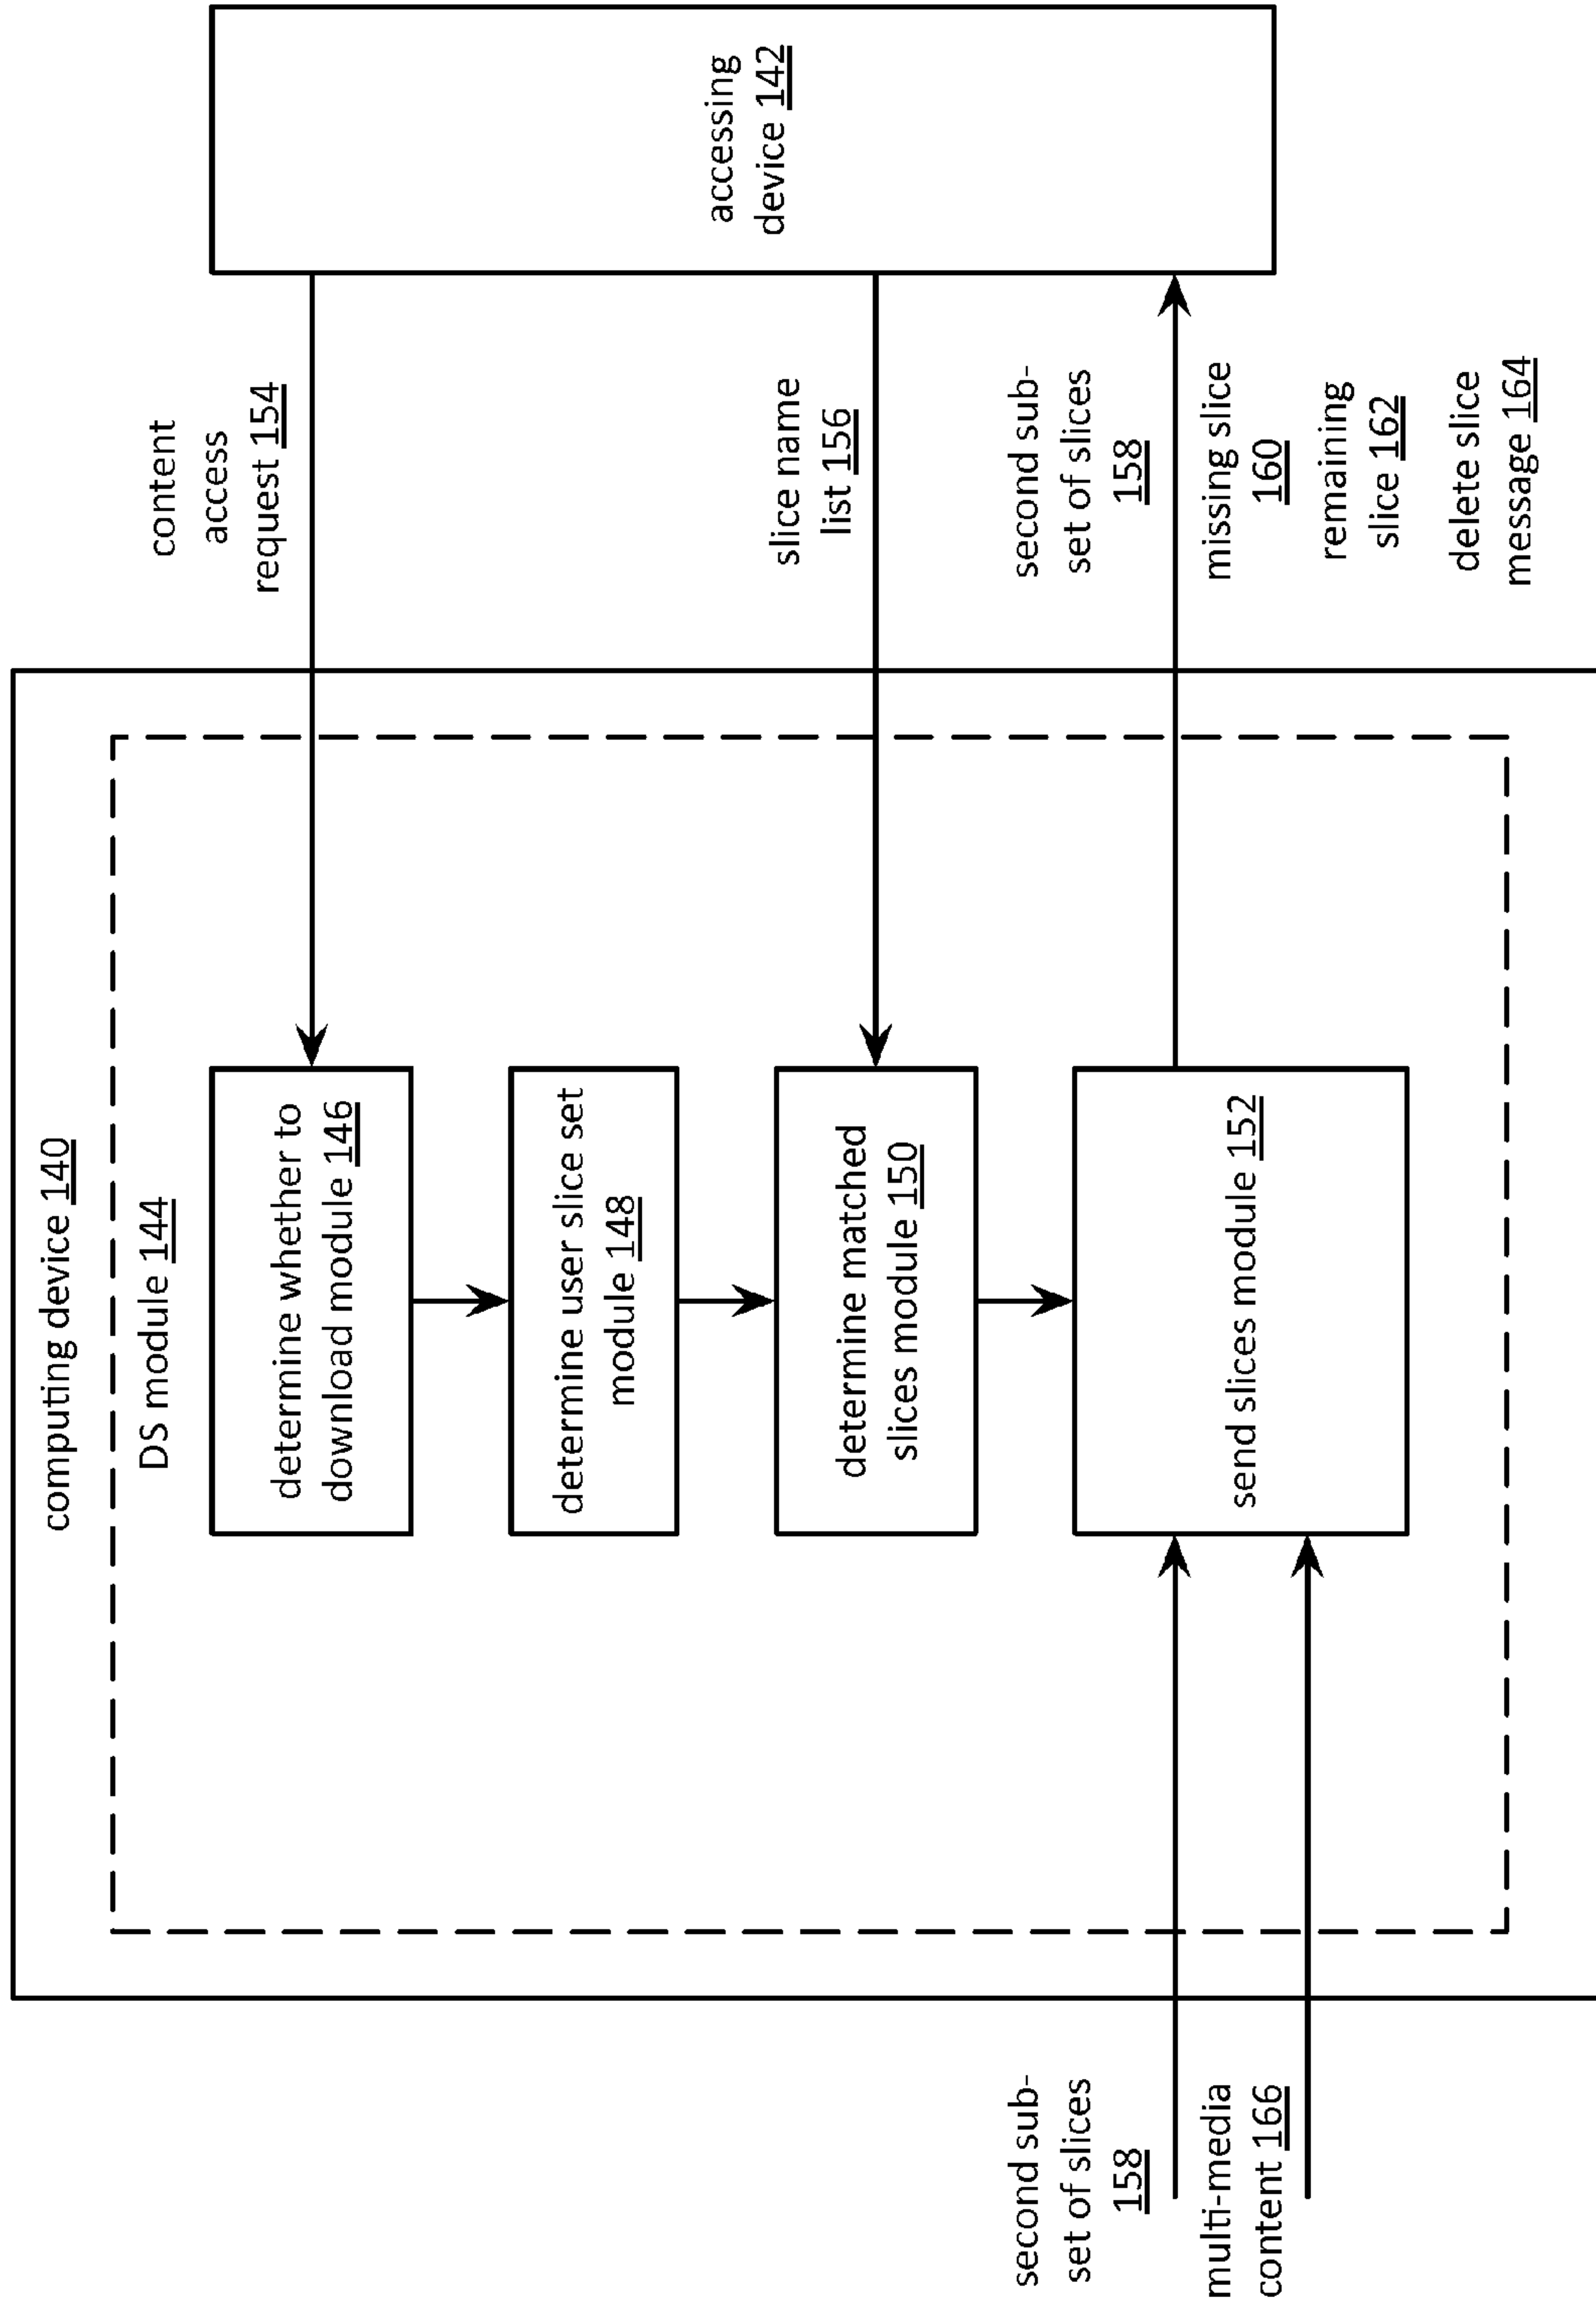 computing device 140
DS module 144
determine whether to
download module 146
determine user slice set
module 148
determine matched
slices module 150
send slices module 152
second sub-
set of slices
158
multi-media
content 166
content
access
request 154
slice name
list 156
second sub-
set of slices
158
missing slice
160
remaining
slice 162
delete slice
message 164
accessing
device 142